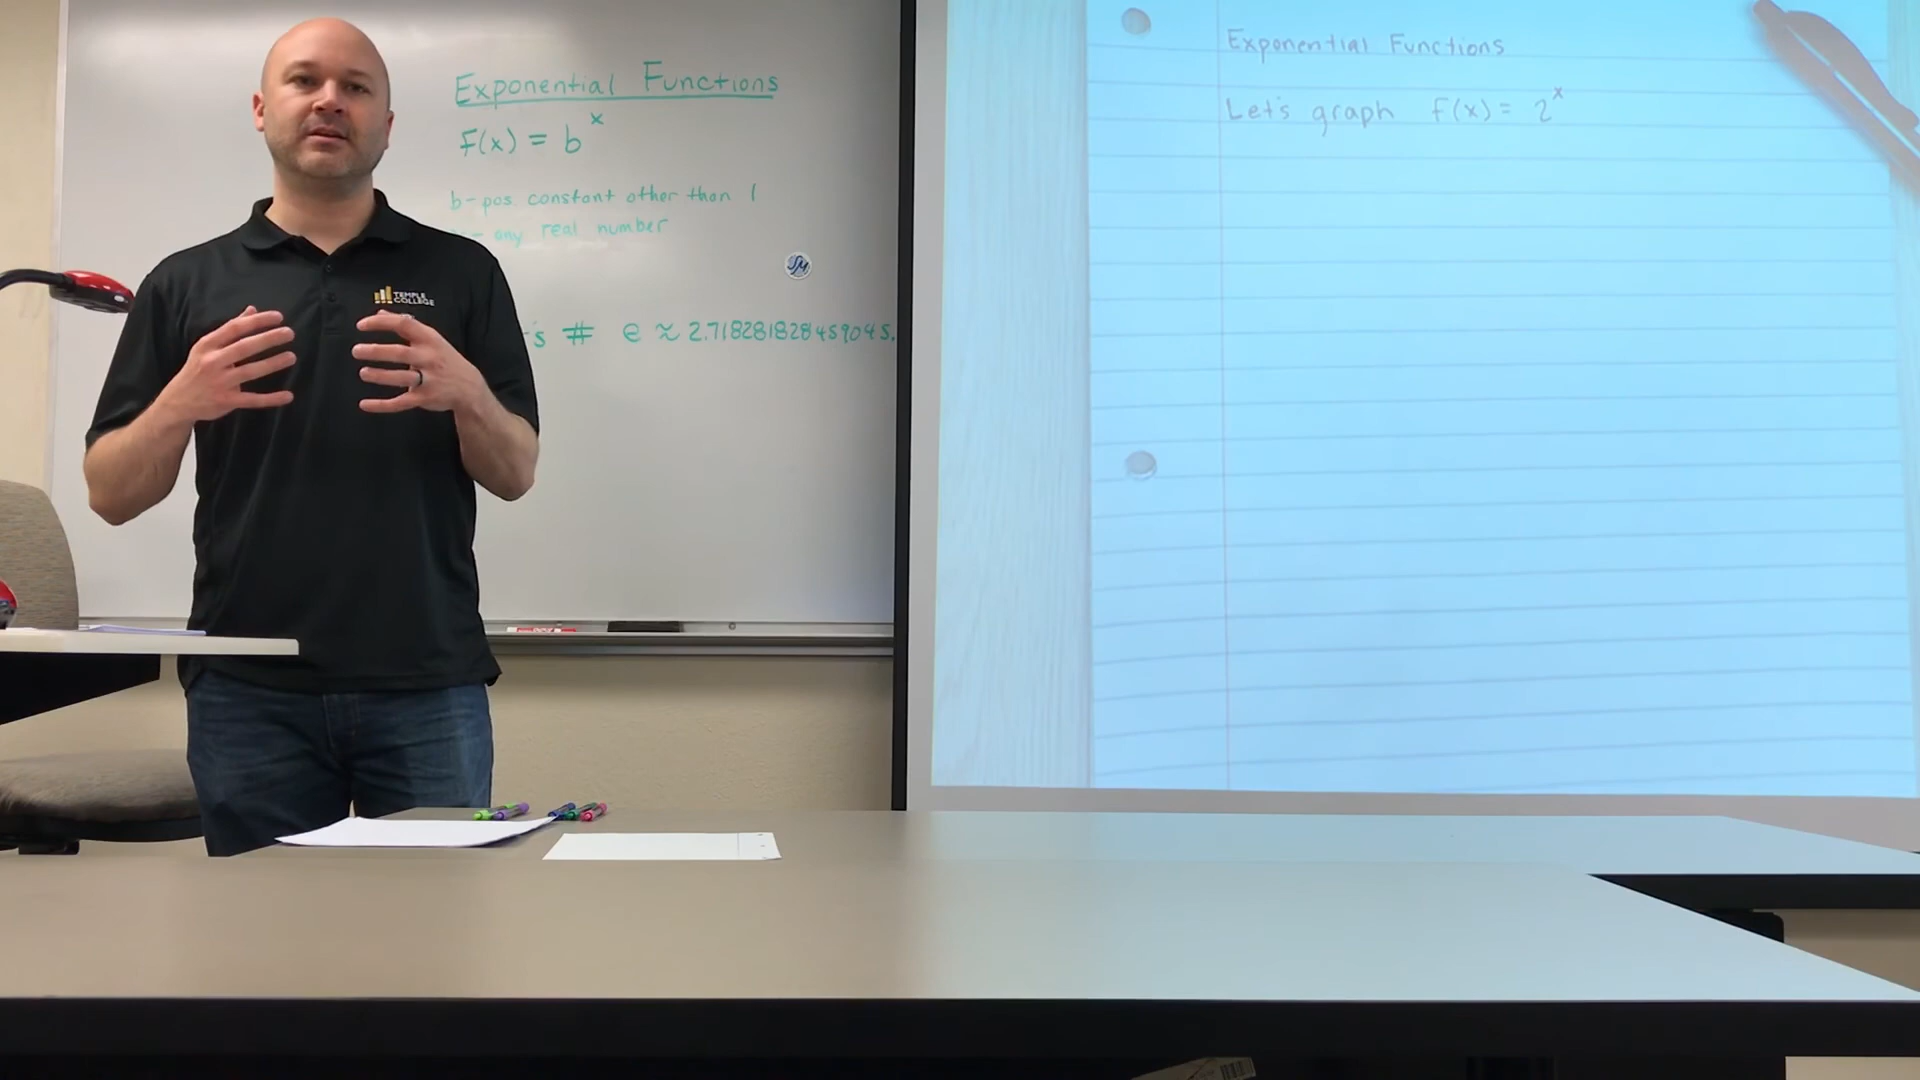 Exponential Functions
f(x) = b^x
b - pos. constant other than 1
- any real number
's # e ≈ 2.718281828459045.
TEMPLE
COLLEGE
SM
Exponential Functions
Let's graph f(x) = 2^x